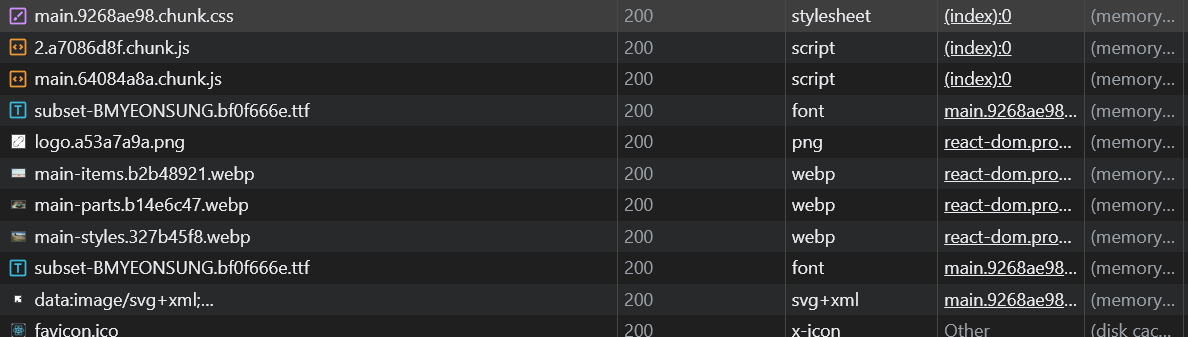 main.9268ae98.chunk.css 200 stylesheet (index):0 (memory...
2.a7086d8f.chunk.js 200 script (index):0 (memory...
main.64084a8a.chunk.js 200 script (index):0 (memory...
subset-BMYEONSUNG.bf0f666e.ttf 200 font main.9268ae98... (memory...
logo.a53a7a9a.png 200 png react-dom.pro... (memory...
main-items.b2b48921.webp 200 webp react-dom.pro... (memory...
main-parts.b14e6c47.webp 200 webp react-dom.pro... (memory...
main-styles.327b45f8.webp 200 webp react-dom.pro... (memory...
subset-BMYEONSUNG.bf0f666e.ttf 200 font main.9268ae98... (memory...
data:image/svg+xml;... 200 svg+xml main.9268ae98... (memory...
favicon.ico 200 x-icon Other (disk cac...